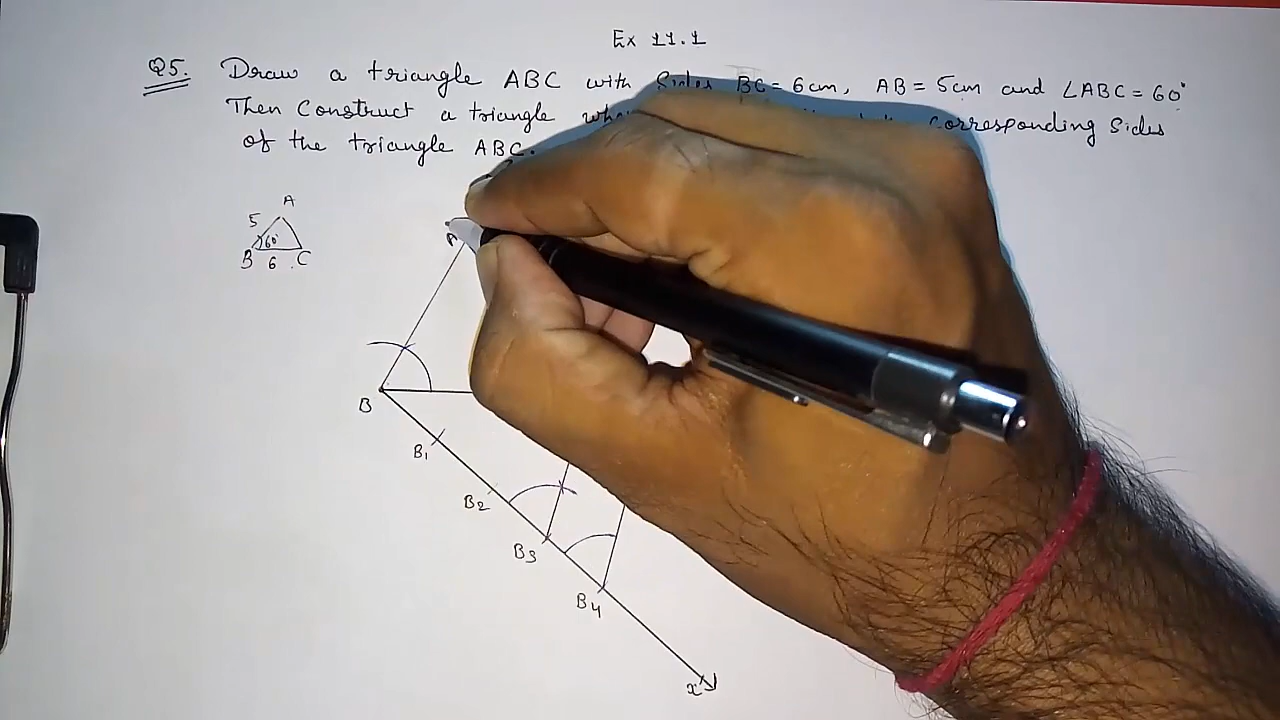 Ex 11.1
Q5. Draw a triangle ABC with Sides BC = 6cm, AB = 5cm and ∠ABC = 60°
Then Construct a triangle corresponding Sides
of the triangle ABC.
A
5
60°
B 6 C
B
B1
B2
B3
B4
x